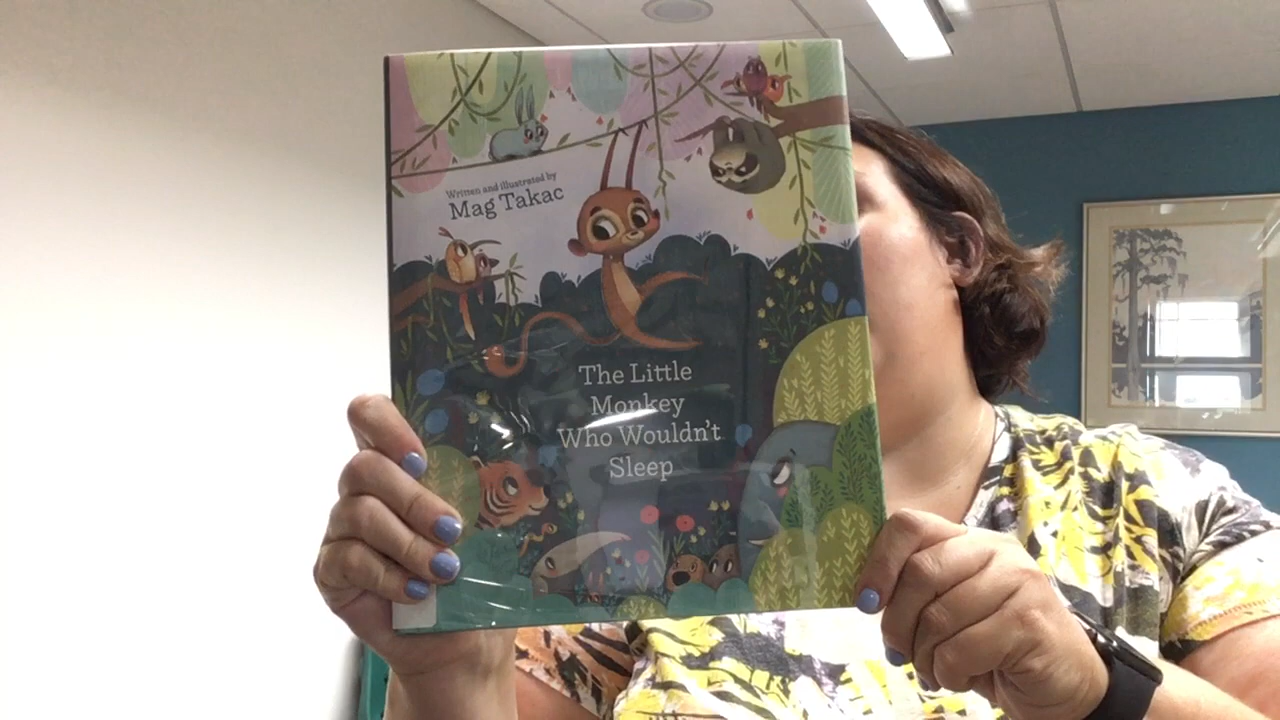 Written and illustrated by
Mag Takac
The Little
Monkey
Who Wouldn't
Sleep